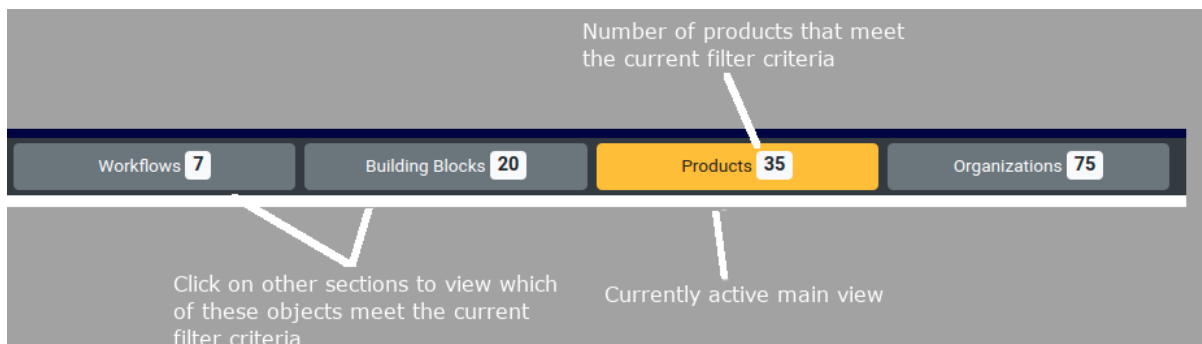 Number of products that meet
the current filter criteria
Workflows 7
Building Blocks 20
Products 35
Organizations 75
Click on other sections to view which
of these objects meet the current
filter criteria
Currently active main view